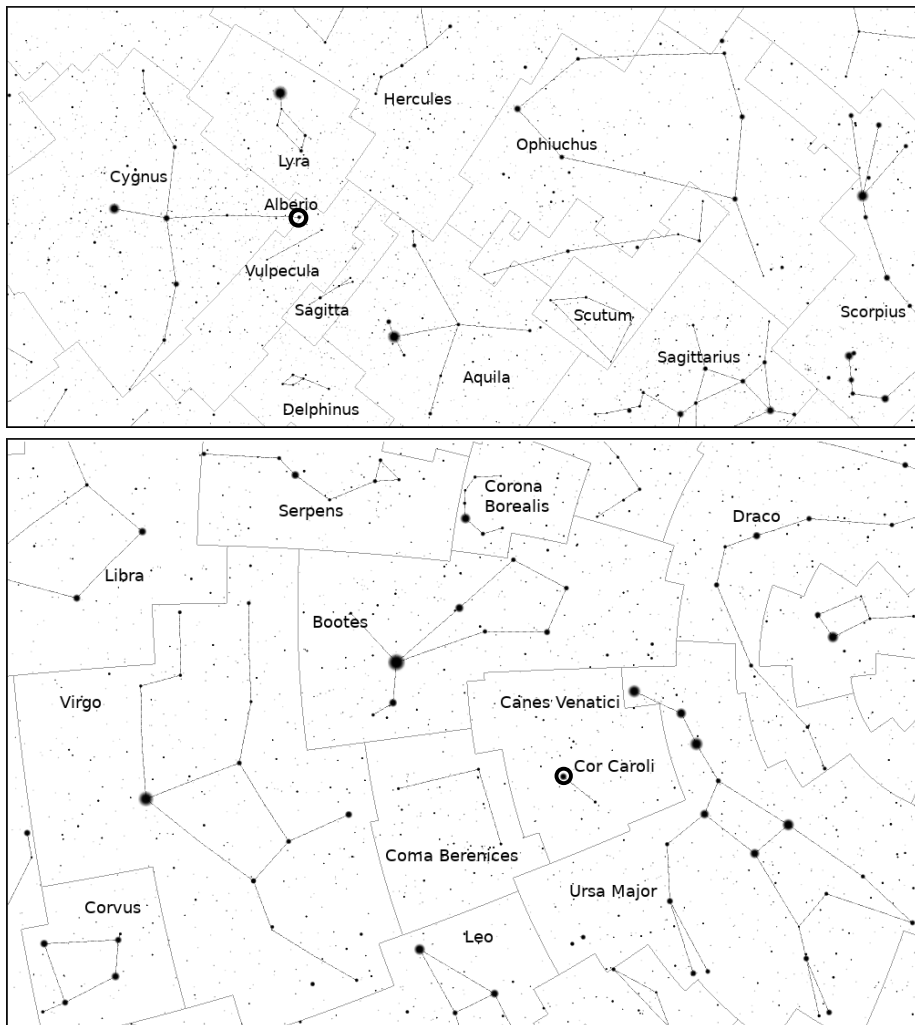 Hercules
Ophiuchus
Lyra
Cygnus
Alberio
Vulpecula
Sagitta
Scutum
Scorpius
Sagittarius
Aquila
Delphinus
Corona
Borealis
Serpens
Draco
Libra
Bootes
Virgo
Canes Venatici
Cor Caroli
Coma Berenices
Ursa Major
Corvus
Leo